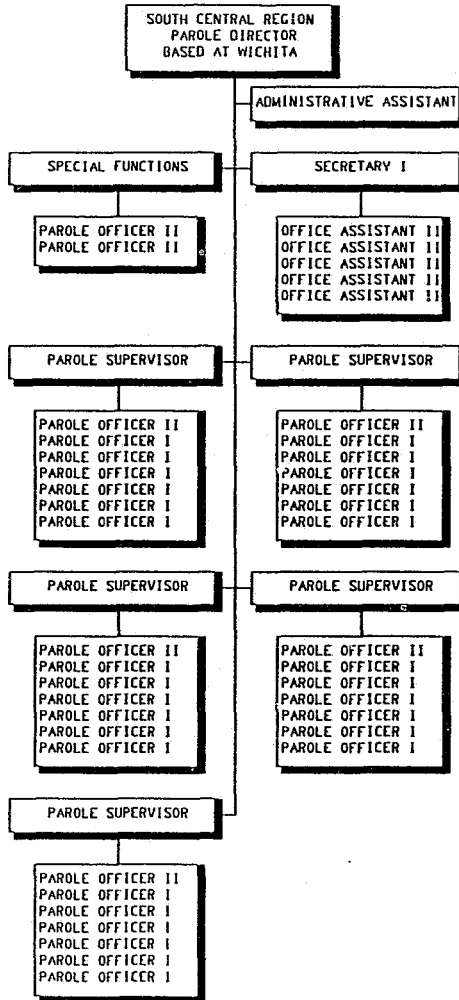 SOUTH CENTRAL REGION
PAROLE DIRECTOR
BASED AT WICHITA
ADMINISTRATIVE ASSISTANT
SPECIAL FUNCTIONS
PAROLE OFFICER II
PAROLE OFFICER II
SECRETARY I
OFFICE ASSISTANT II
OFFICE ASSISTANT II
OFFICE ASSISTANT II
OFFICE ASSISTANT II
OFFICE ASSISTANT II
PAROLE SUPERVISOR
PAROLE OFFICER II
PAROLE OFFICER I
PAROLE OFFICER I
PAROLE OFFICER I
PAROLE OFFICER I
PAROLE OFFICER I
PAROLE OFFICER I
PAROLE SUPERVISOR
PAROLE OFFICER II
PAROLE OFFICER I
PAROLE OFFICER I
PAROLE OFFICER I
PAROLE OFFICER I
PAROLE OFFICER I
PAROLE OFFICER I
PAROLE SUPERVISOR
PAROLE OFFICER II
PAROLE OFFICER I
PAROLE OFFICER I
PAROLE OFFICER I
PAROLE OFFICER I
PAROLE OFFICER I
PAROLE OFFICER I
PAROLE SUPERVISOR
PAROLE OFFICER II
PAROLE OFFICER I
PAROLE OFFICER I
PAROLE OFFICER I
PAROLE OFFICER I
PAROLE OFFICER I
PAROLE OFFICER I
PAROLE SUPERVISOR
PAROLE OFFICER II
PAROLE OFFICER I
PAROLE OFFICER I
PAROLE OFFICER I
PAROLE OFFICER I
PAROLE OFFICER I
PAROLE OFFICER I